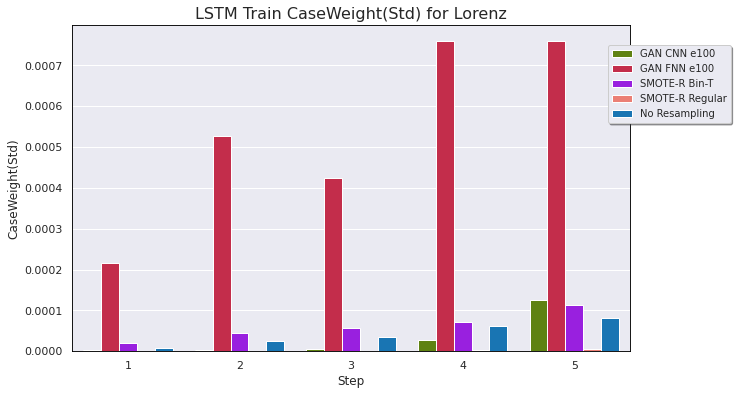 LSTM Train CaseWeight(Std) for Lorenz
CaseWeight(Std)
0.0007
0.0006
0.0005
0.0004
0.0003
0.0002
0.0001
0.0000
1 2 3 4 5
Step
GAN CNN e100
GAN FNN e100
SMOTE-R Bin-T
SMOTE-R Regular
No Resampling